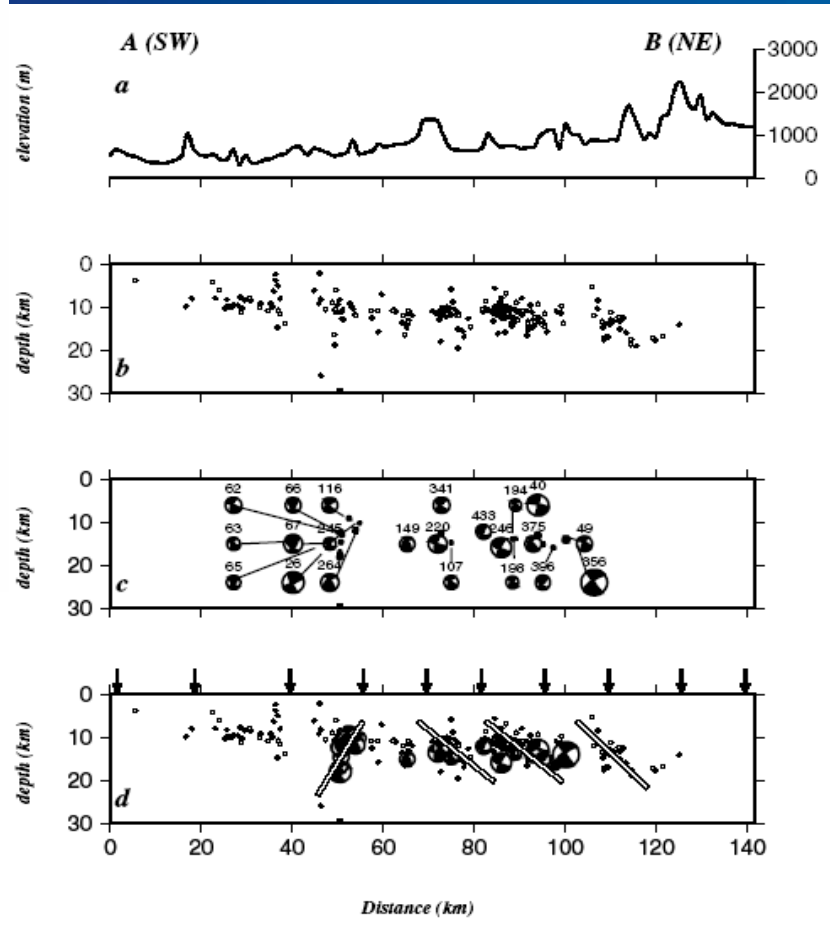 A (SW) B (NE)
a
elevation (m)
3000
2000
1000
0
0
10
20
30
depth (km)
b
0
10
20
30
depth (km)
c
62 66 116 341 194 40
63 67 245 149 220 433 246 375 49
65 26 264 107 198 396 356
0
10
20
30
depth (km)
d
0 20 40 60 80 100 120 140
Distance (km)